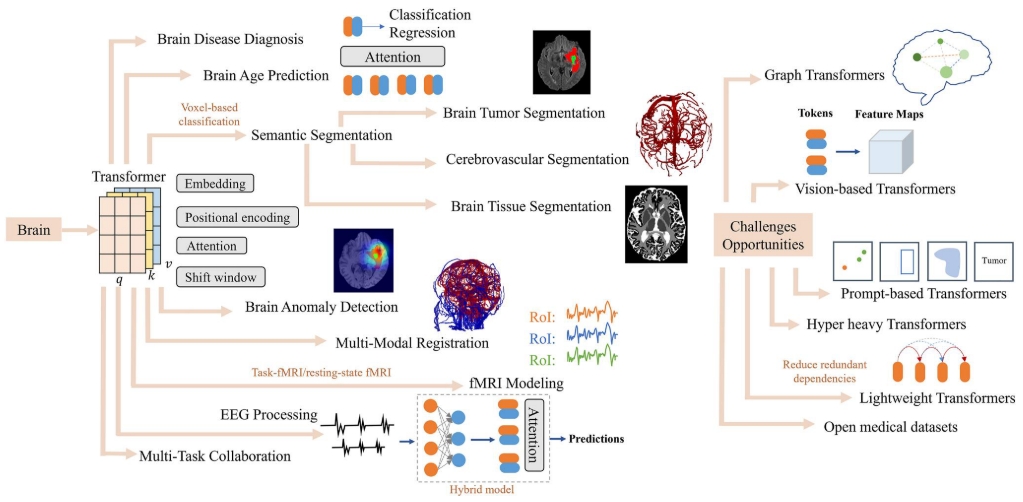 Brain
Transformer
q
k
v
Embedding
Positional encoding
Attention
Shift window
Brain Disease Diagnosis
Classification
Regression
Attention
Brain Age Prediction
Voxel-based
classification
Semantic Segmentation
Brain Tumor Segmentation
Cerebrovascular Segmentation
Brain Tissue Segmentation
Brain Anomaly Detection
Multi-Modal Registration
RoI:
RoI:
RoI:
Task-fMRI/resting-state fMRI
fMRI Modeling
EEG Processing
Attention
Predictions
Hybrid model
Multi-Task Collaboration
Challenges
Opportunities
Graph Transformers
Tokens
Feature Maps
Vision-based Transformers
Tumor
Prompt-based Transformers
Hyper heavy Transformers
Reduce redundant
dependencies
Lightweight Transformers
Open medical datasets